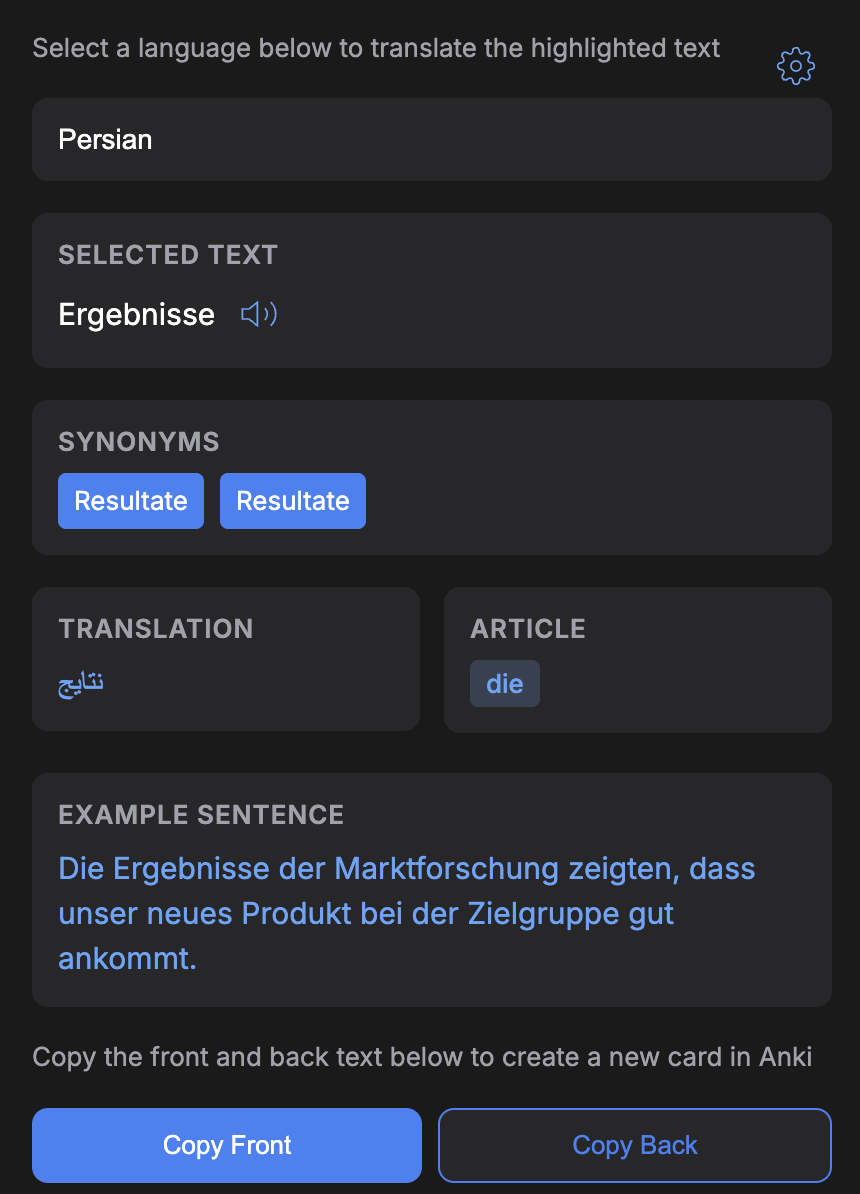 Select a language below to translate the highlighted text
Persian
SELECTED TEXT
Ergebnisse
SYNONYMS
Resultate Resultate
TRANSLATION
نتایج
ARTICLE
die
EXAMPLE SENTENCE
Die Ergebnisse der Marktforschung zeigten, dass
unser neues Produkt bei der Zielgruppe gut
ankommt.
Copy the front and back text below to create a new card in Anki
Copy Front
Copy Back